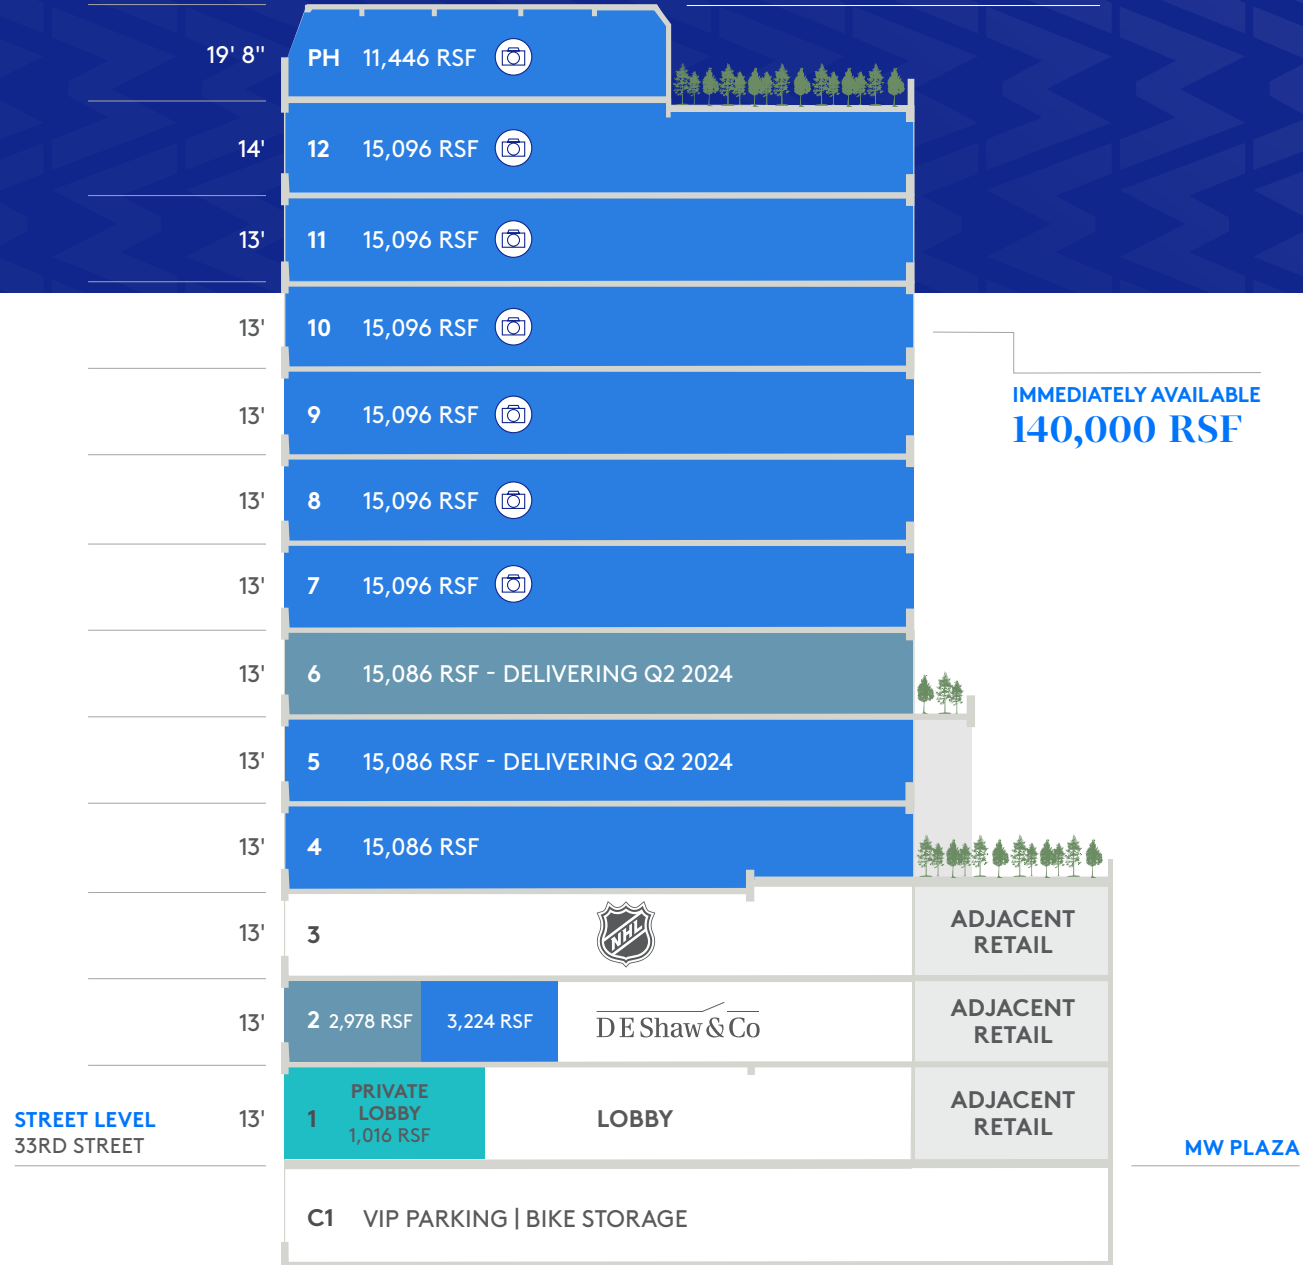 19' 8" PH 11,446 RSF
14' 12 15,096 RSF
13' 11 15,096 RSF
13' 10 15,096 RSF
13' 9 15,096 RSF
IMMEDIATELY AVAILABLE
140,000 RSF
13' 8 15,096 RSF
13' 7 15,096 RSF
13' 6 15,086 RSF - DELIVERING Q2 2024
13' 5 15,086 RSF - DELIVERING Q2 2024
13' 4 15,086 RSF
13' 3 NHL
ADJACENT
RETAIL
13' 2 2,978 RSF 3,224 RSF DE Shaw & Co
ADJACENT
RETAIL
STREET LEVEL
33RD STREET
13' 1
PRIVATE
LOBBY
1,016 RSF
LOBBY
ADJACENT
RETAIL
MW PLAZA
C1 VIP PARKING | BIKE STORAGE